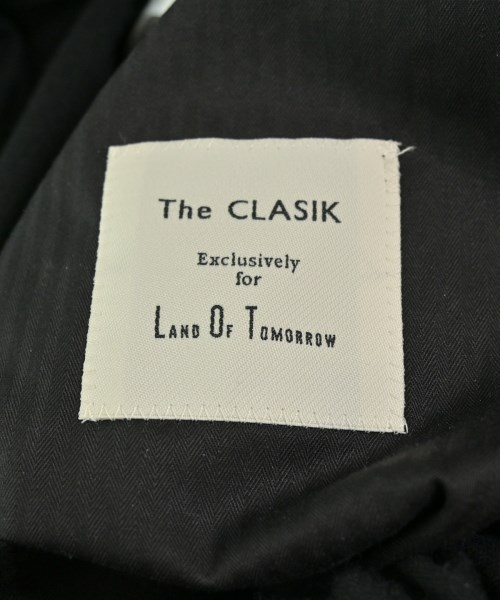 The CLASIK
Exclusively
for
LAND OF TOMORROW